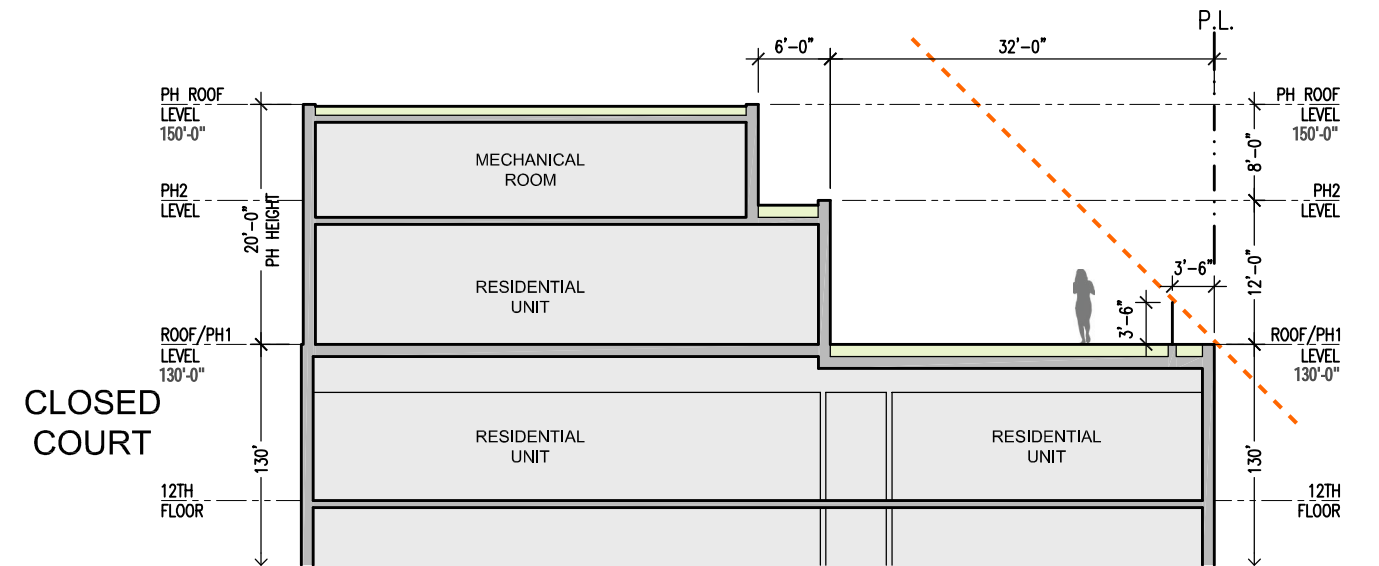 P.L.
6'-0"
32'-0"
PH ROOF
LEVEL
150'-0"
PH ROOF
LEVEL
150'-0"
MECHANICAL
ROOM
8'-0"
PH2
LEVEL
PH2
LEVEL
20'-0"
PH HEIGHT
3'-6"
12'-0"
RESIDENTIAL
UNIT
3'-6"
ROOF/PH1
LEVEL
130'-0"
ROOF/PH1
LEVEL
130'-0"
CLOSED
COURT
RESIDENTIAL
UNIT
RESIDENTIAL
UNIT
130'
130'
12TH
FLOOR
12TH
FLOOR